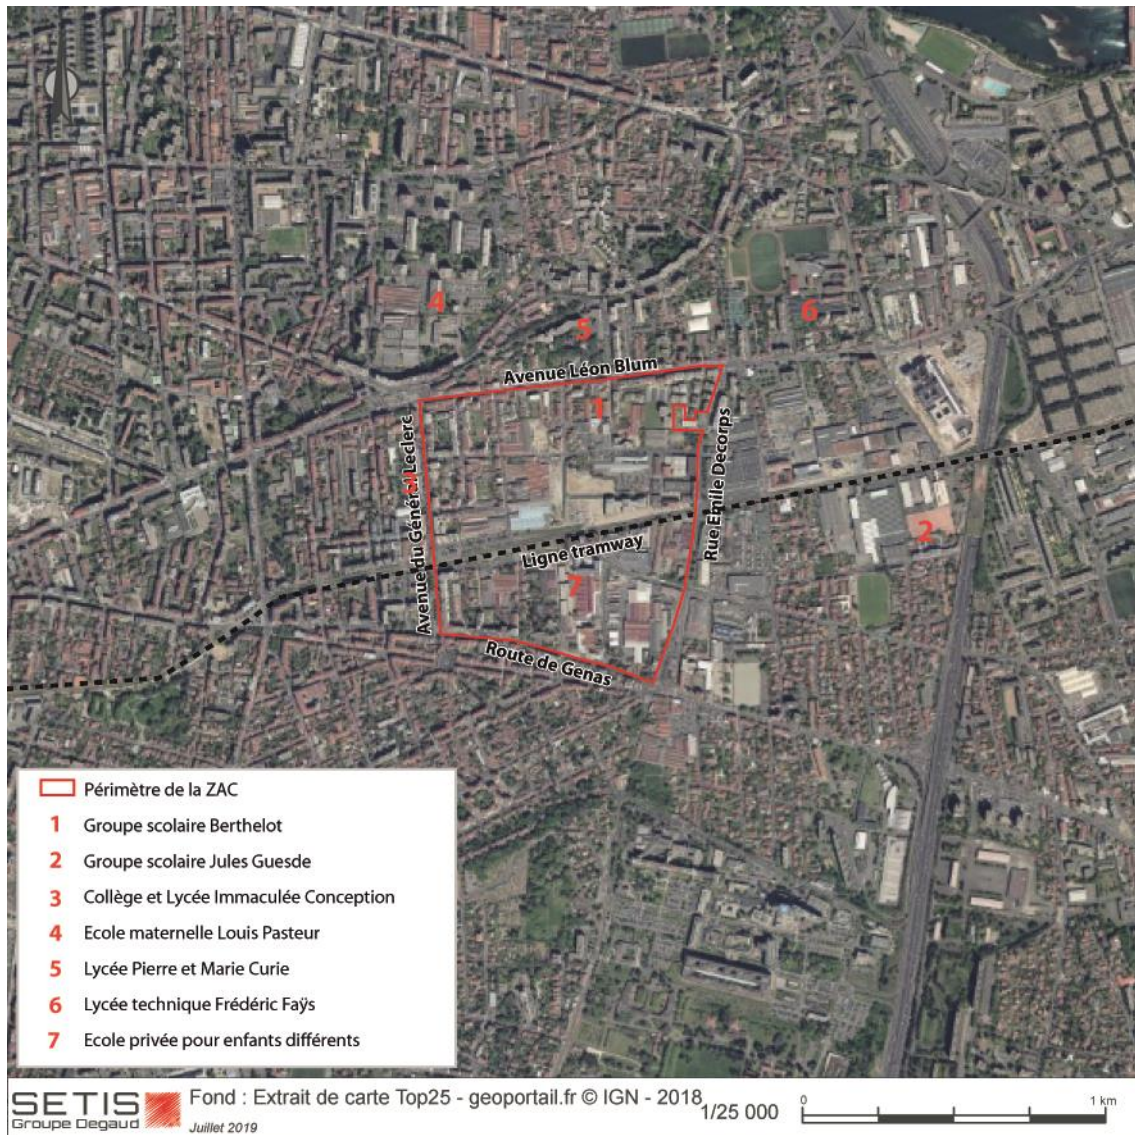 4
5
6
Avenue Léon Blum
1
Avenue du Général Leclerc
3
Rue Emile Decorps
2
Ligne tramway
7
Route de Genas
Périmètre de la ZAC
1 Groupe scolaire Berthelot
2 Groupe scolaire Jules Guesde
3 Collège et Lycée Immaculée Conception
4 Ecole maternelle Louis Pasteur
5 Lycée Pierre et Marie Curie
6 Lycée technique Frédéric Faÿs
7 Ecole privée pour enfants différents
SETIS
Groupe Degaud
Fond : Extrait de carte Top25 - geoportail.fr © IGN - 2018
Juillet 2019
1/25 000
0 1 km